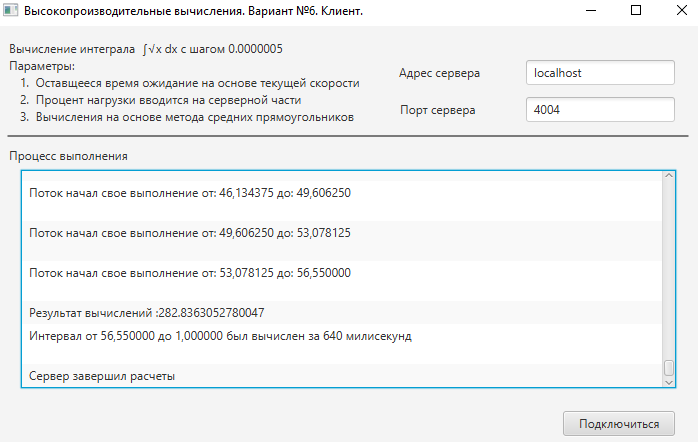 Высокопроизводительные вычисления. Вариант №6. Клиент.
Вычисление интеграла ∫√x dx с шагом 0.0000005
Параметры:
1. Оставщееся время ожидание на основе текущей скорости
2. Процент нагрузки вводится на серверной части
3. Вычисления на основе метода средних прямоугольников
Адрес сервера
localhost
Порт сервера
4004
Процесс выполнения
Поток начал свое выполнение от: 46,134375 до: 49,606250
Поток начал свое выполнение от: 49,606250 до: 53,078125
Поток начал свое выполнение от: 53,078125 до: 56,550000
Результат вычислений :282.8363052780047
Интервал от 56,550000 до 1,000000 был вычислен за 640 милисекунд
Сервер завершил расчеты
Подключиться